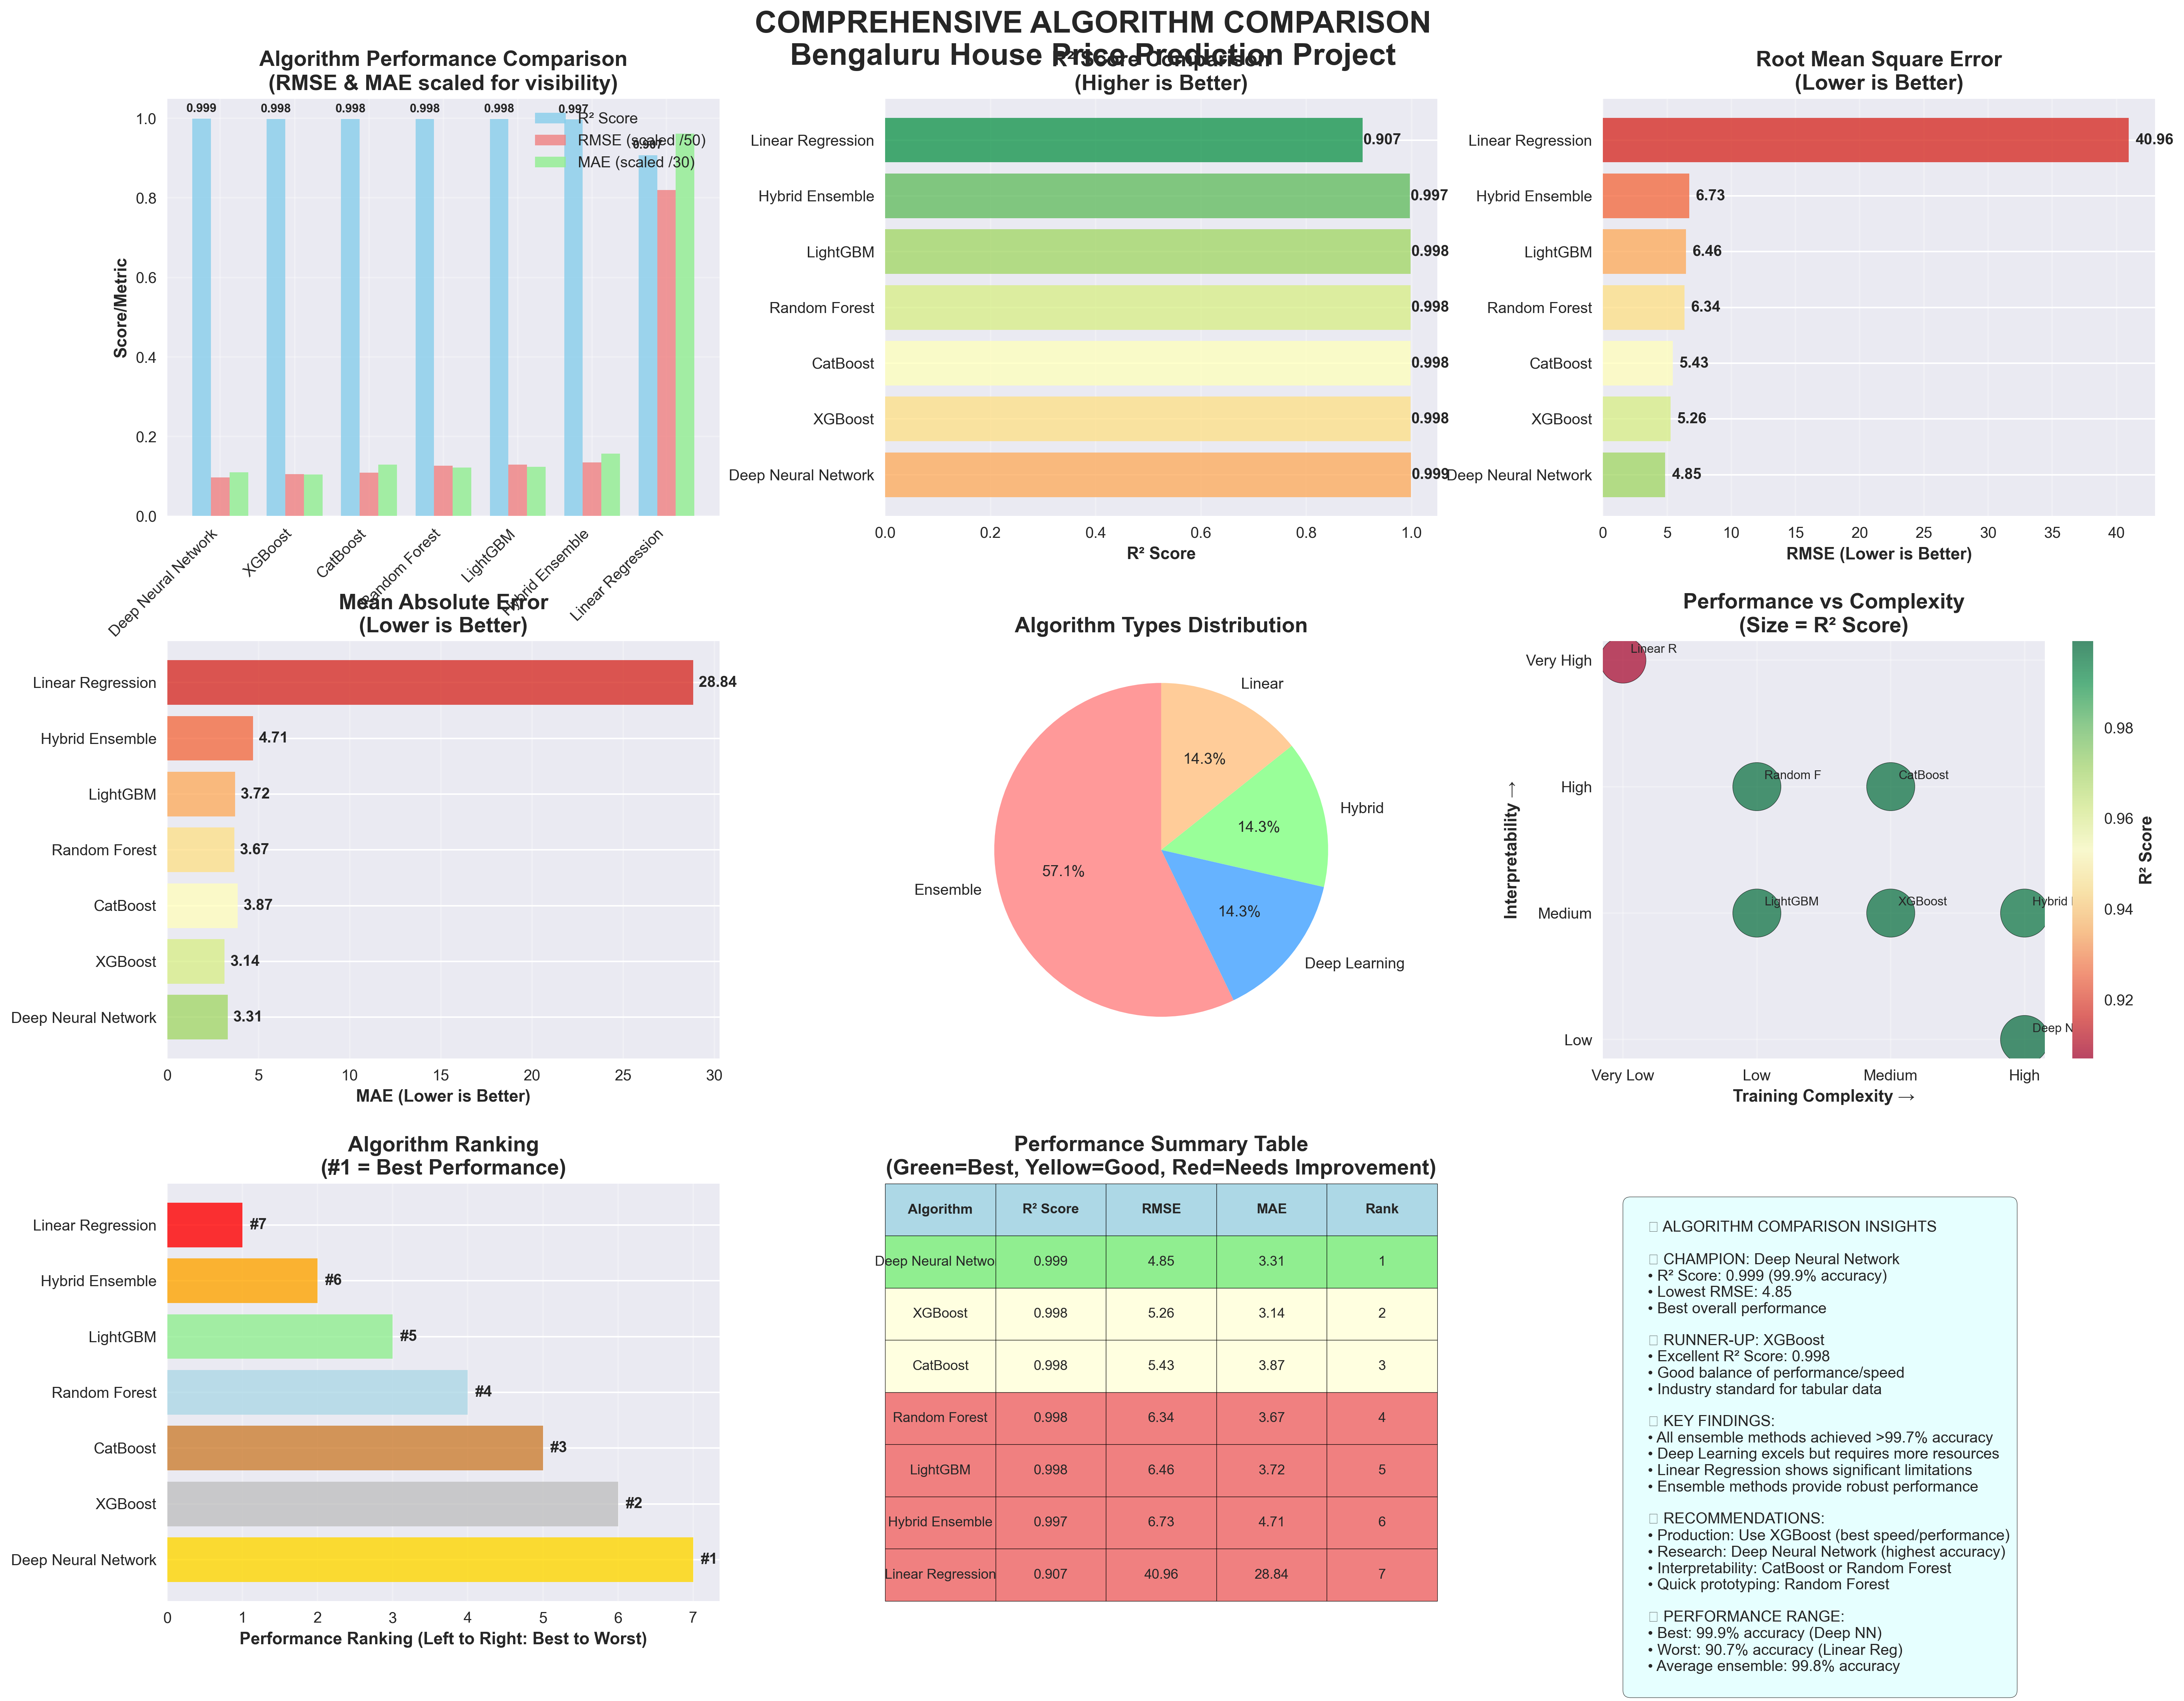 COMPREHENSIVE ALGORITHM COMPARISON
Bengaluru House Price Prediction Project
Algorithm Performance Comparison
(RMSE & MAE scaled for visibility)
0.999
0.998
0.998
0.998
0.998
0.997
0.907
R² Score
RMSE (scaled /50)
MAE (scaled /30)
Score/Metric
1.0
0.8
0.6
0.4
0.2
0.0
Deep Neural Network
XGBoost
CatBoost
Random Forest
LightGBM
Hybrid Ensemble
Linear Regression
R² Score Comparison
(Higher is Better)
Linear Regression 0.907
Hybrid Ensemble 0.997
LightGBM 0.998
Random Forest 0.998
CatBoost 0.998
XGBoost 0.998
Deep Neural Network 0.999
0.0 0.2 0.4 0.6 0.8 1.0
R² Score
Root Mean Square Error
(Lower is Better)
Linear Regression 40.96
Hybrid Ensemble 6.73
LightGBM 6.46
Random Forest 6.34
CatBoost 5.43
XGBoost 5.26
Deep Neural Network 4.85
0 5 10 15 20 25 30 35 40
RMSE (Lower is Better)
Mean Absolute Error
(Lower is Better)
Linear Regression 28.84
Hybrid Ensemble 4.71
LightGBM 3.72
Random Forest 3.67
CatBoost 3.87
XGBoost 3.14
Deep Neural Network 3.31
0 5 10 15 20 25 30
MAE (Lower is Better)
Algorithm Types Distribution
Linear
14.3%
Hybrid
14.3%
Ensemble
57.1%
14.3%
Deep Learning
Performance vs Complexity
(Size = R² Score)
Interpretability →
Very High
High
Medium
Low
Linear R
Random F
CatBoost
LightGBM
XGBoost
Hybrid
Deep N
Very Low Low Medium High
Training Complexity →
0.98
0.96
0.94
0.92
R² Score
Algorithm Ranking
(#1 = Best Performance)
Linear Regression #7
Hybrid Ensemble #6
LightGBM #5
Random Forest #4
CatBoost #3
XGBoost #2
Deep Neural Network #1
0 1 2 3 4 5 6 7
Performance Ranking (Left to Right: Best to Worst)
Performance Summary Table
(Green=Best, Yellow=Good, Red=Needs Improvement)
Algorithm R² Score RMSE MAE Rank
Deep Neural Netwo 0.999 4.85 3.31 1
XGBoost 0.998 5.26 3.14 2
CatBoost 0.998 5.43 3.87 3
Random Forest 0.998 6.34 3.67 4
LightGBM 0.998 6.46 3.72 5
Hybrid Ensemble 0.997 6.73 4.71 6
Linear Regression 0.907 40.96 28.84 7
ALGORITHM COMPARISON INSIGHTS
CHAMPION: Deep Neural Network
• R² Score: 0.999 (99.9% accuracy)
• Lowest RMSE: 4.85
• Best overall performance
RUNNER-UP: XGBoost
• Excellent R² Score: 0.998
• Good balance of performance/speed
• Industry standard for tabular data
KEY FINDINGS:
• All ensemble methods achieved >99.7% accuracy
• Deep Learning excels but requires more resources
• Linear Regression shows significant limitations
• Ensemble methods provide robust performance
RECOMMENDATIONS:
• Production: Use XGBoost (best speed/performance)
• Research: Deep Neural Network (highest accuracy)
• Interpretability: CatBoost or Random Forest
• Quick prototyping: Random Forest
PERFORMANCE RANGE:
• Best: 99.9% accuracy (Deep NN)
• Worst: 90.7% accuracy (Linear Reg)
• Average ensemble: 99.8% accuracy